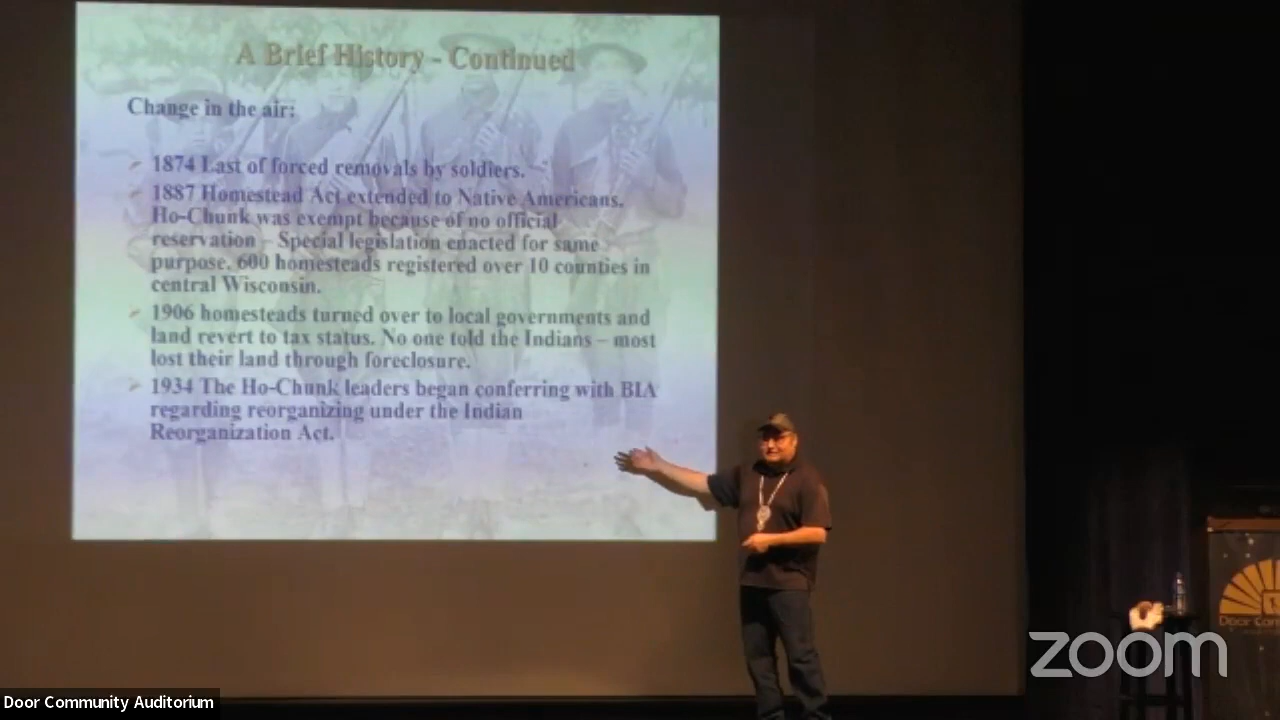 A Brief History - Continued
Change in the air:
1874 Last of forced removals by soldiers.
1887 Homestead Act extended to Native Americans.
Ho-Chunk was exempt because of no official
reservation – Special legislation enacted for same
purpose. 600 homesteads registered over 10 counties in
central Wisconsin.
1906 homesteads turned over to local governments and
land revert to tax status. No one told the Indians – most
lost their land through foreclosure.
1934 The Ho-Chunk leaders began conferring with BIA
regarding reorganizing under the Indian
Reorganization Act.
Door Com
zoom
Door Community Auditorium